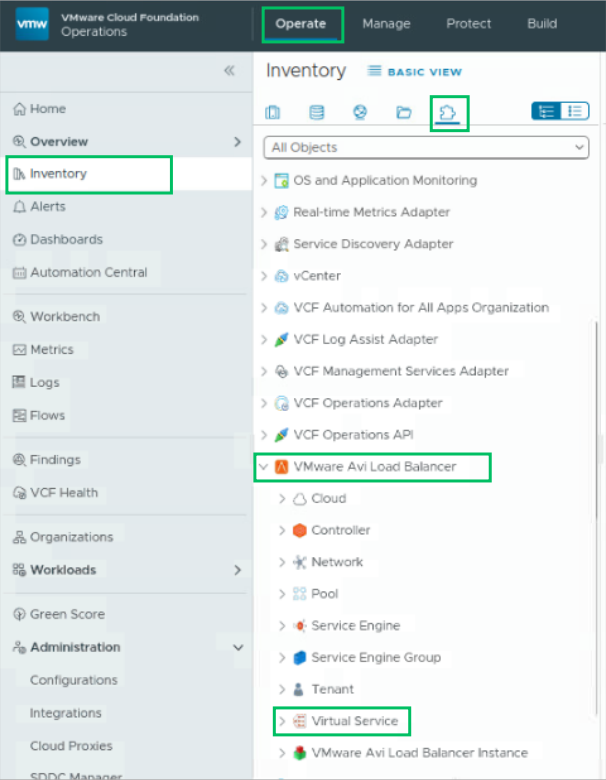 vmw
VMware Cloud Foundation
Operations
Operate
Manage
Protect
Build
Home
Overview
Inventory
Alerts
Dashboards
Automation Central
Workbench
Metrics
Logs
Flows
Findings
VCF Health
Organizations
Workloads
Green Score
Administration
Configurations
Integrations
Cloud Proxies
SDDC Manager
Inventory
BASIC VIEW
All Objects
OS and Application Monitoring
Real-time Metrics Adapter
Service Discovery Adapter
vCenter
VCF Automation for All Apps Organization
VCF Log Assist Adapter
VCF Management Services Adapter
VCF Operations Adapter
VCF Operations API
VMware Avi Load Balancer
Cloud
Controller
Network
Pool
Service Engine
Service Engine Group
Tenant
Virtual Service
VMware Avi Load Balancer Instance